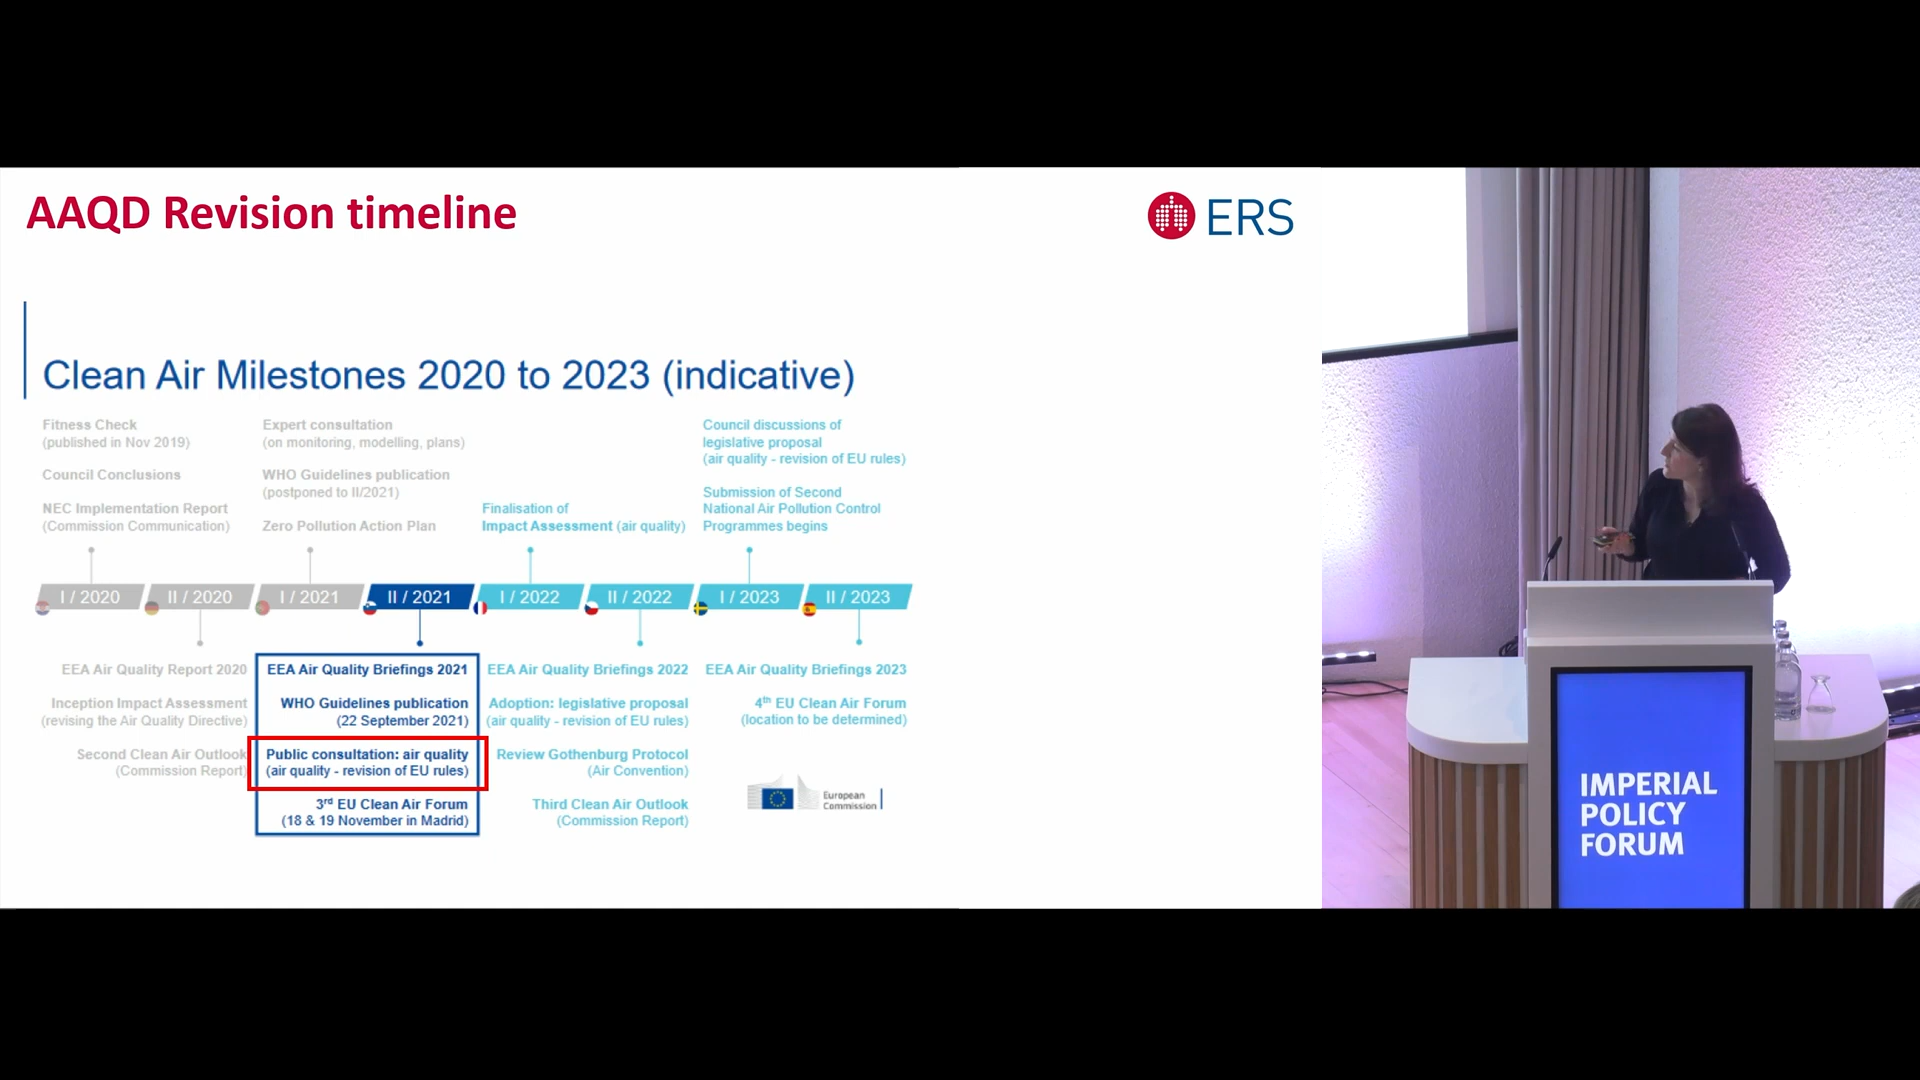 AAQD Revision timeline
ERS
Clean Air Milestones 2020 to 2023 (indicative)
Fitness Check
(published in Nov 2019)
Council Conclusions
NEC Implementation Report
(Commission Communication)
Expert consultation
(on monitoring, modelling, plans)
WHO Guidelines publication
(postponed to II/2021)
Zero Pollution Action Plan
Finalisation of
Impact Assessment (air quality)
Council discussions of
legislative proposal
(air quality - revision of EU rules)
Submission of Second
National Air Pollution Control
Programmes begins
I / 2020
II / 2020
I / 2021
II / 2021
I / 2022
II / 2022
I / 2023
II / 2023
EEA Air Quality Report 2020
Inception Impact Assessment
(revising the Air Quality Directive)
Second Clean Air Outlook
(Commission Report)
EEA Air Quality Briefings 2021
WHO Guidelines publication
(22 September 2021)
Public consultation: air quality
(air quality - revision of EU rules)
3rd EU Clean Air Forum
(18 & 19 November in Madrid)
EEA Air Quality Briefings 2022
Adoption: legislative proposal
(air quality - revision of EU rules)
Review Gothenburg Protocol
(Air Convention)
Third Clean Air Outlook
(Commission Report)
EEA Air Quality Briefings 2023
4th EU Clean Air Forum
(location to be determined)
European
Commission
IMPERIAL
POLICY
FORUM